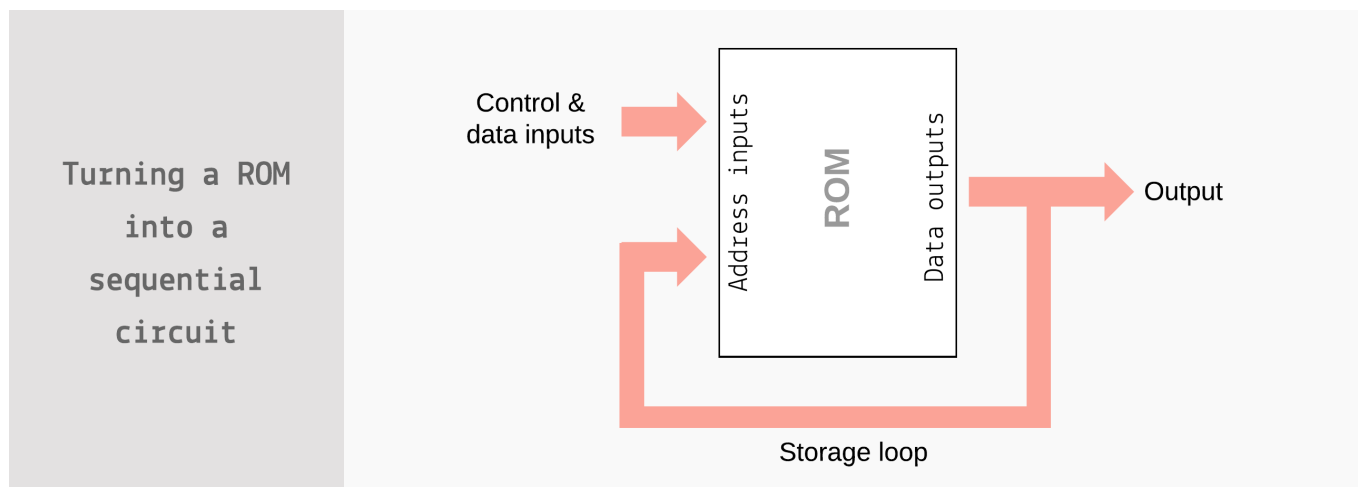 Turning a ROM
into a
sequential
circuit
Control &
data inputs
Address inputs
ROM
Data outputs
Output
Storage loop